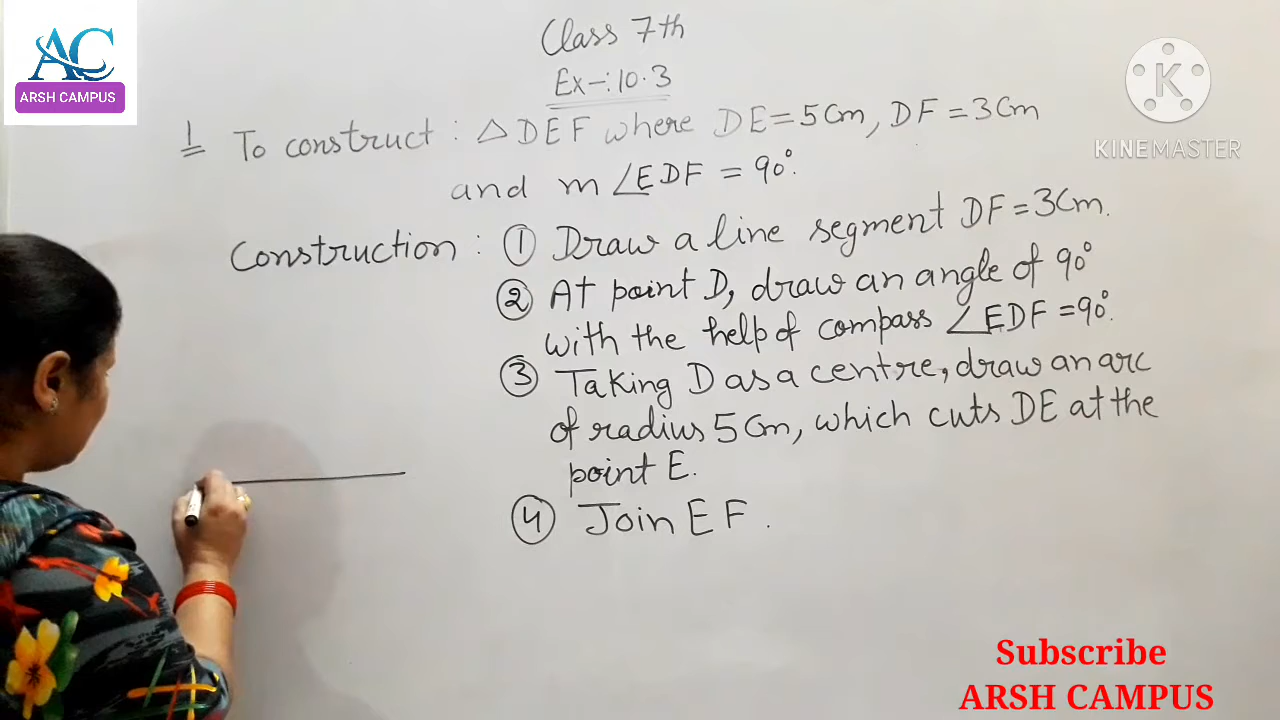 AC
ARSH CAMPUS
Class 7th
Ex-:10.3
K
KINEMASTER
1 To construct : △DEF where DE=5Cm, DF=3Cm
and m∠EDF = 90°.
Construction : ① Draw a line segment DF=3Cm.
② At point D, draw an angle of 90°
with the help of compass ∠EDF=90°.
③ Taking D as a centre, draw an arc
of radius 5Cm, which cuts DE at the
point E.
④ Join EF.
Subscribe
ARSH CAMPUS